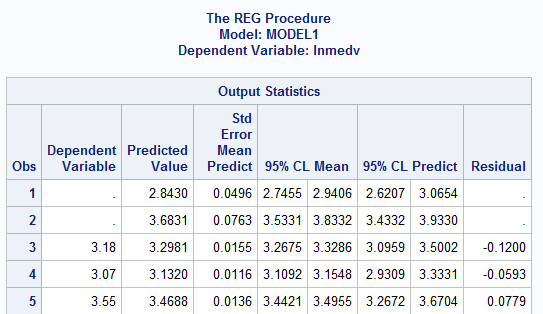 The REG Procedure
Model: MODEL1
Dependent Variable: lnmedv
Output Statistics
Obs Dependent Variable Predicted Value Std Error Mean Predict 95% CL Mean 95% CL Predict Residual
1 . 2.8430 0.0496 2.7455 2.9406 2.6207 3.0654 .
2 . 3.6831 0.0763 3.5331 3.8332 3.4332 3.9330 .
3 3.18 3.2981 0.0155 3.2675 3.3286 3.0959 3.5002 -0.1200
4 3.07 3.1320 0.0116 3.1092 3.1548 2.9309 3.3331 -0.0593
5 3.55 3.4688 0.0136 3.4421 3.4955 3.2672 3.6704 0.0779